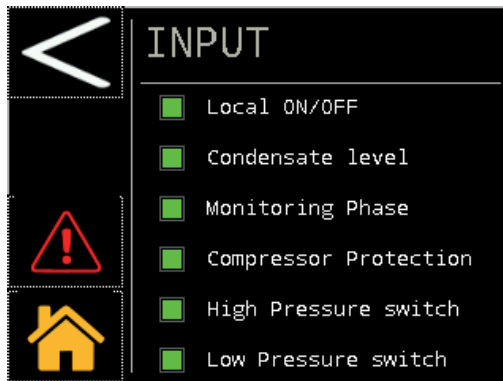 INPUT
Local ON/OFF
Condensate level
Monitoring Phase
Compressor Protection
High Pressure switch
Low Pressure switch